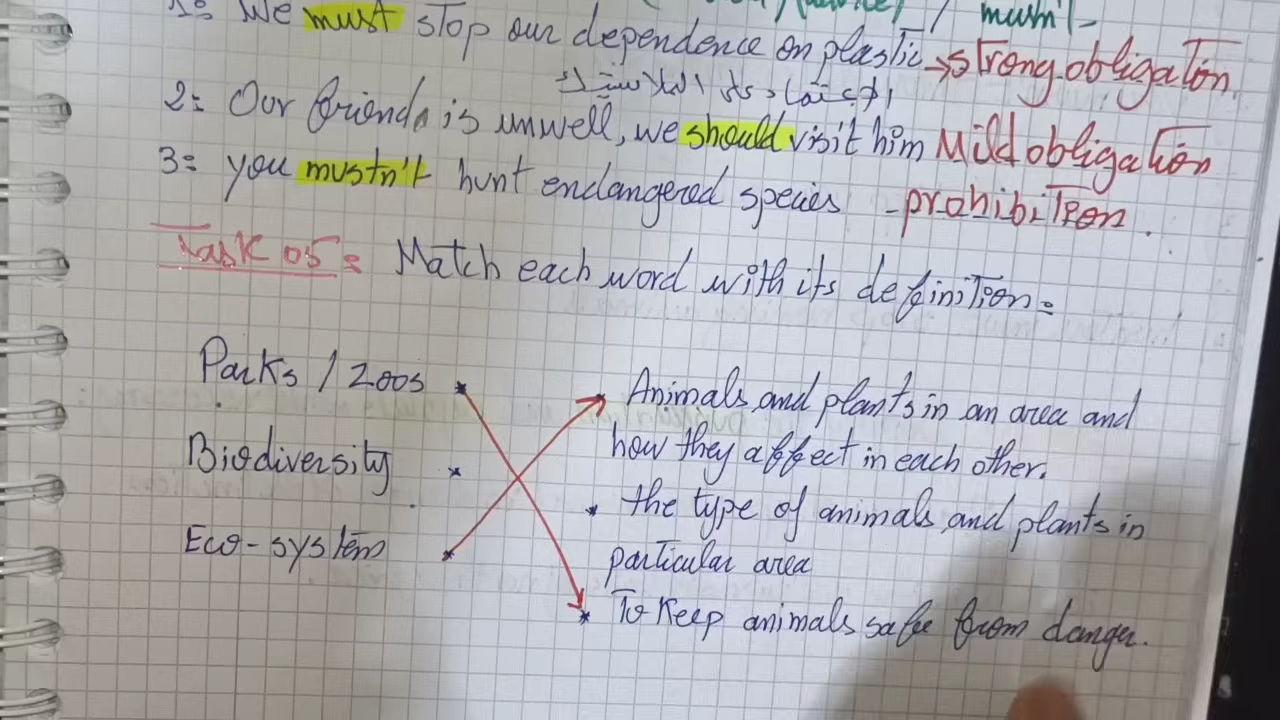 1: We must stop our dependence on plastic → strong obligation
2: Our friend is unwell, we should visit him Mild obligation
3: you mustn't hunt endangered species - prohibition.
Task 05: Match each word with its definition:
Parks / Zoos
Biodiversity
Eco-system
Animals and plants in an area and
how they affect in each other.
the type of animals and plants in
particular area
To Keep animals safe from danger.